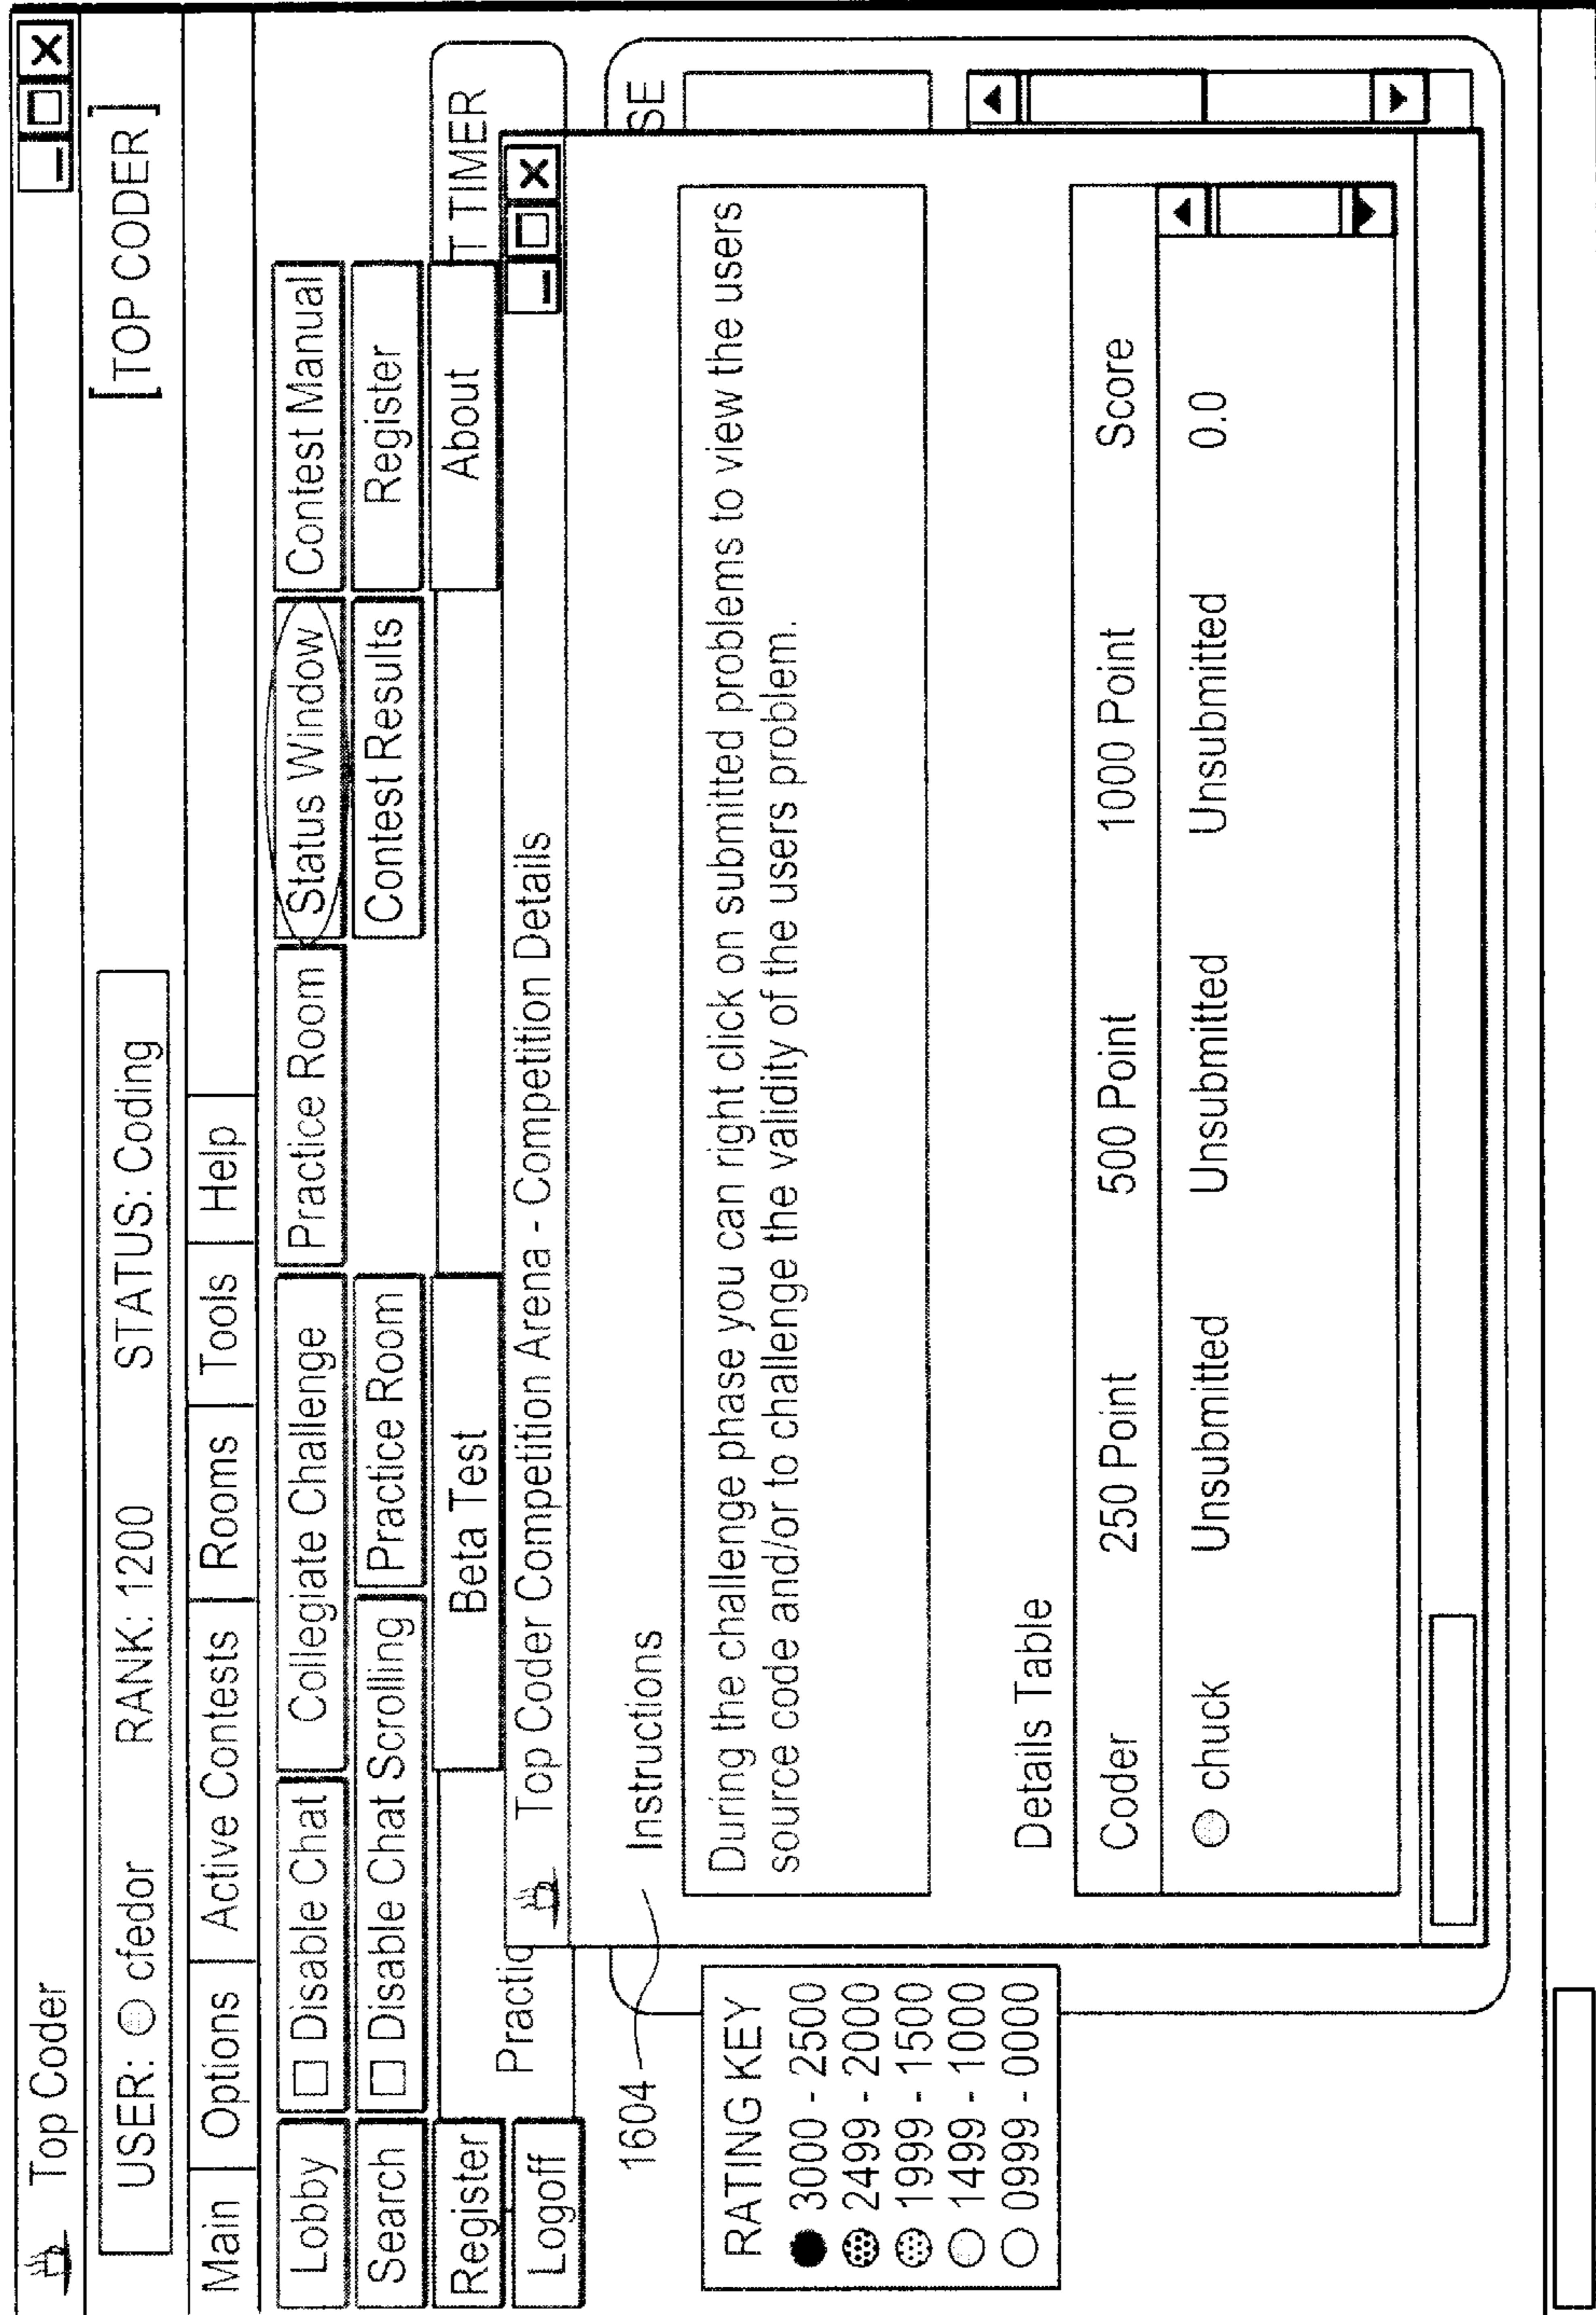 Top Coder
USER: cfedor RANK: 1200 STATUS: Coding [TOP CODER]
Main Options Active Contests Rooms Tools Help
Lobby Disable Chat Collegiate Challenge Practice Room Status Window Contest Manual
Search Disable Chat Scrolling Practice Room Contest Results Register
Register Beta Test About T TIMER
Logoff Practic
Top Coder Competition Arena - Competition Details
1604
Instructions
SE
During the challenge phase you can right click on submitted problems to view the users
source code and/or to challenge the validity of the users problem.
Details Table
Coder 250 Point 500 Point 1000 Point Score
chuck Unsubmitted Unsubmitted Unsubmitted 0.0
RATING KEY
3000 - 2500
2499 - 2000
1999 - 1500
1499 - 1000
0999 - 0000